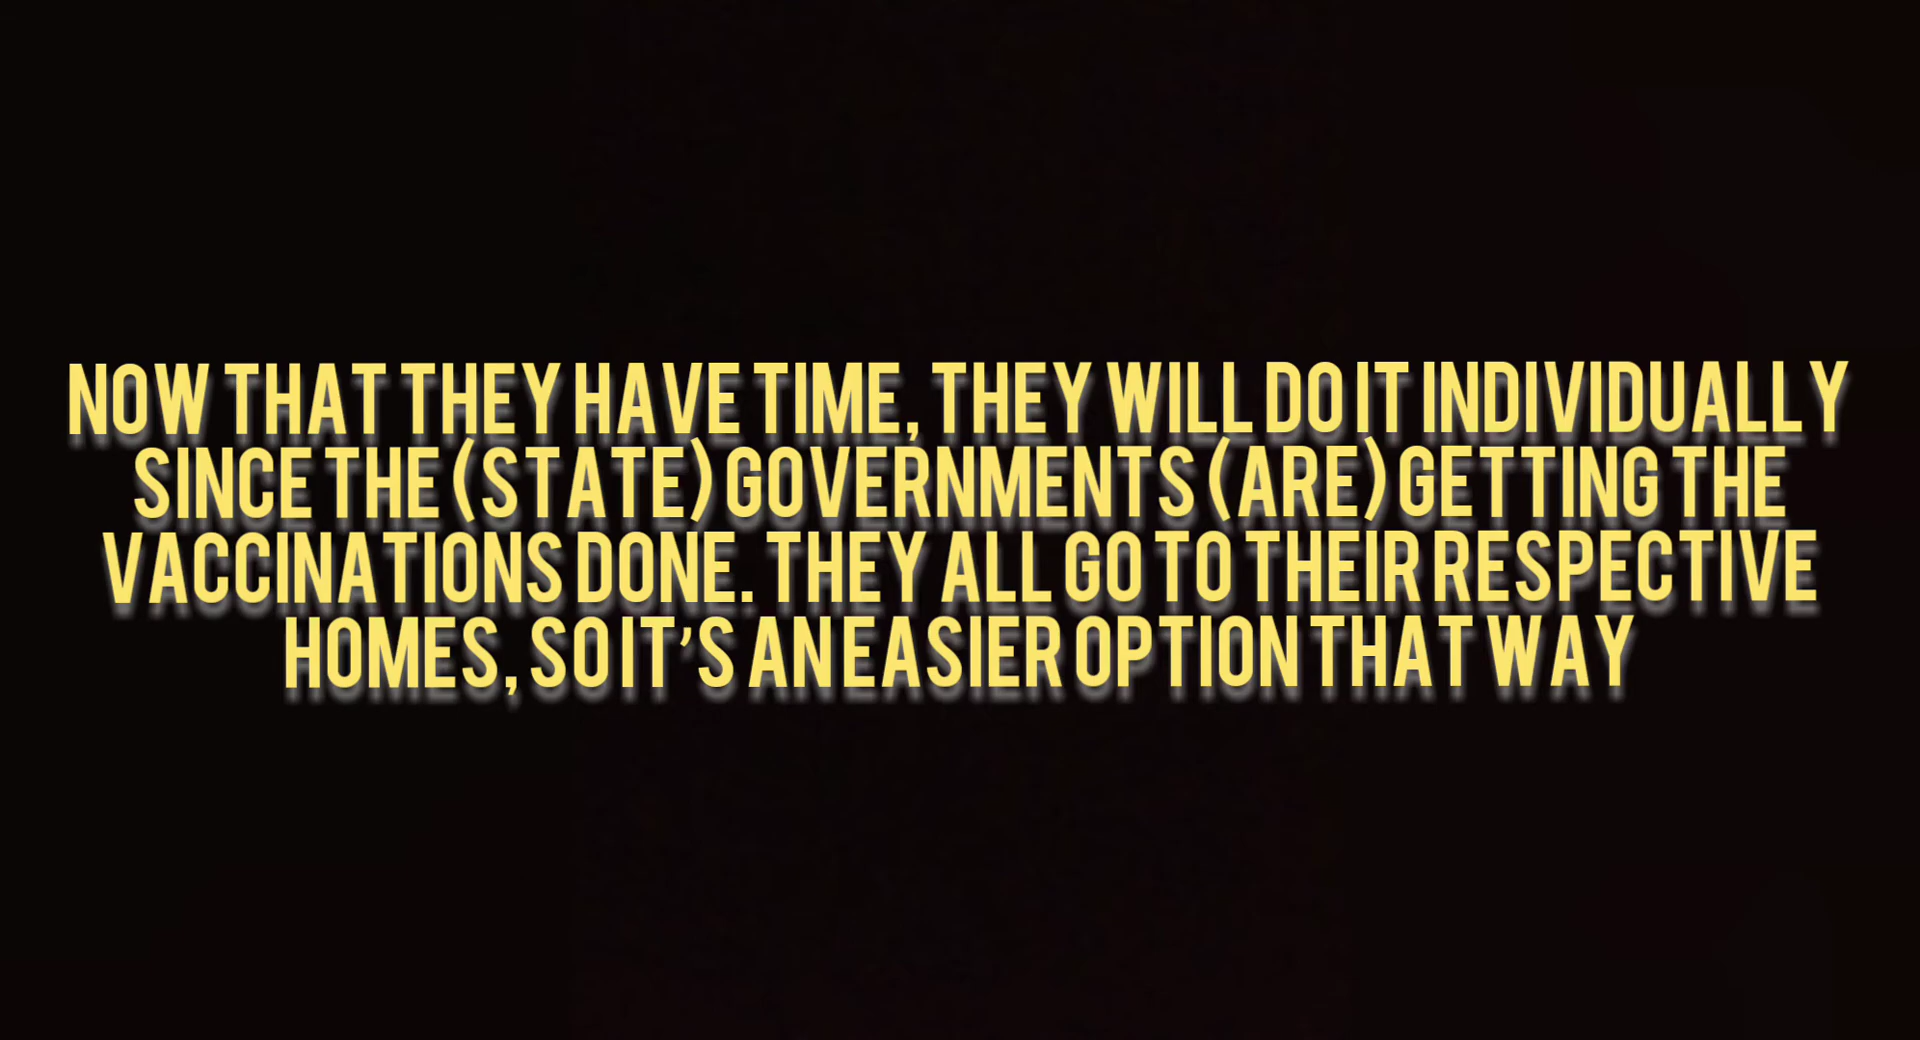 NOW THAT THEY HAVE TIME, THEY WILL DO IT INDIVIDUALLY
SINCE THE (STATE) GOVERNMENTS (ARE) GETTING THE
VACCINATIONS DONE. THEY ALL GO TO THEIR RESPECTIVE
HOMES, SO IT'S AN EASIER OPTION THAT WAY